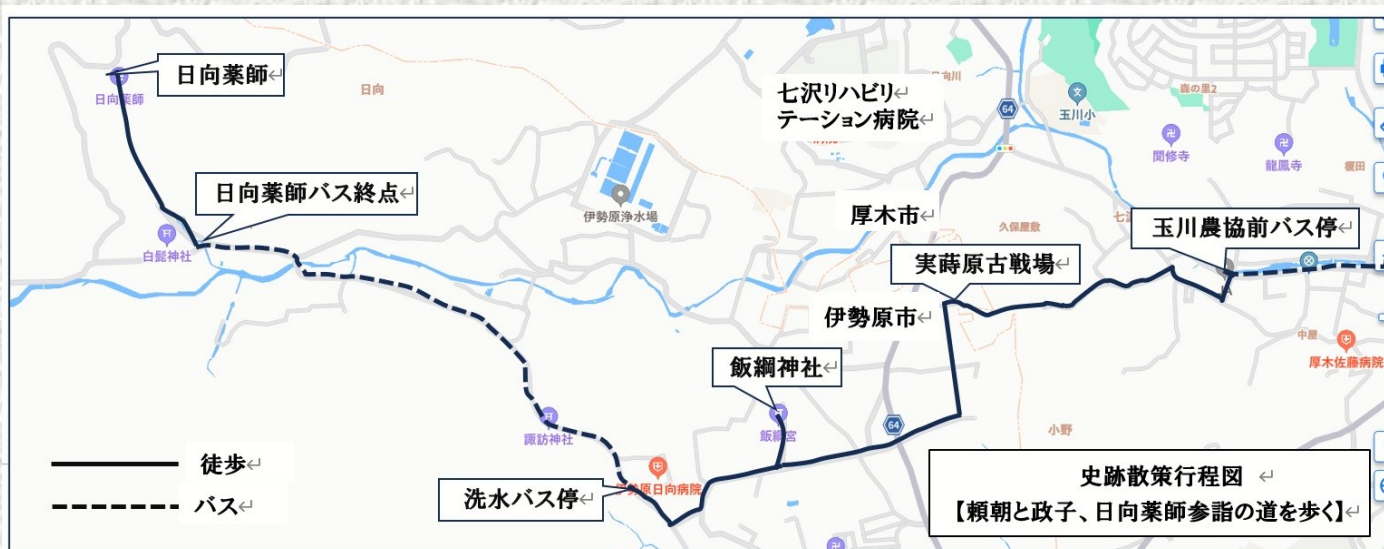 日向薬師
日向薬師
日向
七沢リハビリ
テーション病院
日向川
64
玉川小
森の里2
聞修寺
龍鳳寺
榎田
日向薬師バス終点
伊勢原浄水場
白髭神社
厚木市
久保屋敷
玉川農協前バス停
実蒔原古戦場
伊勢原市
中屋
厚木佐藤病院
飯綱神社
飯綱宮
64
諏訪神社
小野
徒歩
バス
洗水バス停
伊勢原日向病院
史跡散策行程図
【頼朝と政子、日向薬師参詣の道を歩く】